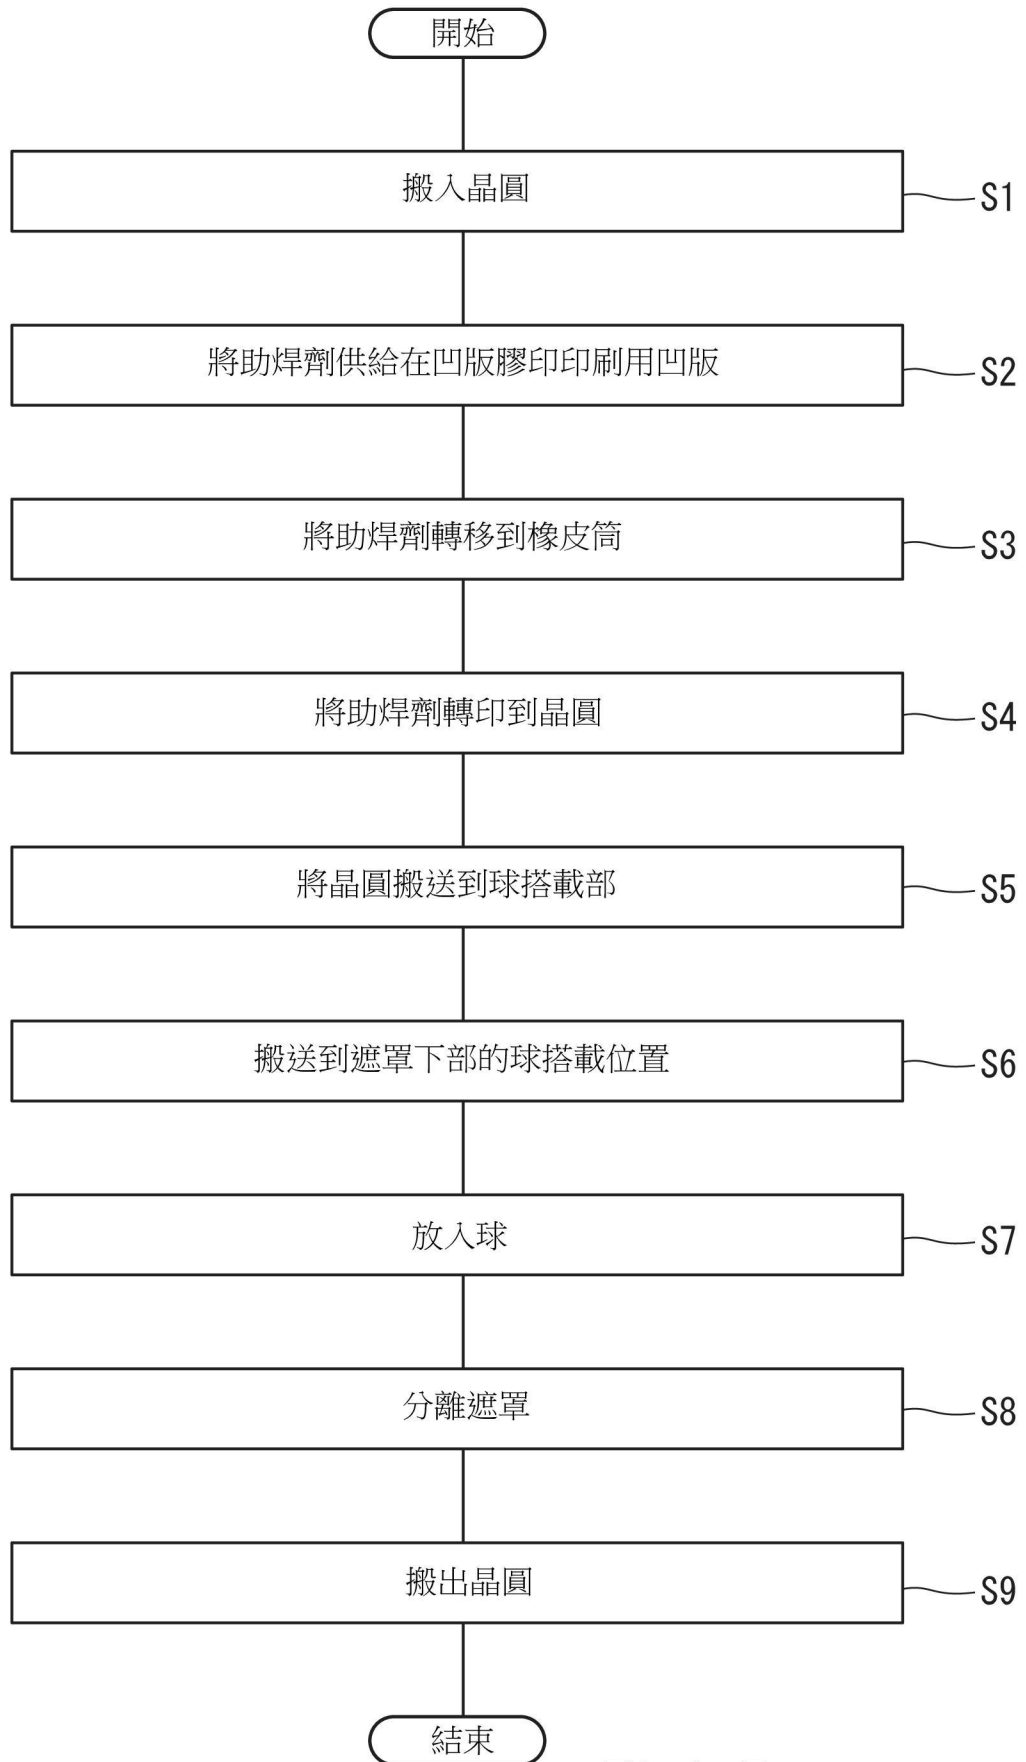 開始
搬入晶圓 S1
將助焊劑供給在凹版膠印印刷用凹版 S2
將助焊劑轉移到橡皮筒 S3
將助焊劑轉印到晶圓 S4
將晶圓搬送到球搭載部 S5
搬送到遮罩下部的球搭載位置 S6
放入球 S7
分離遮罩 S8
搬出晶圓 S9
結束